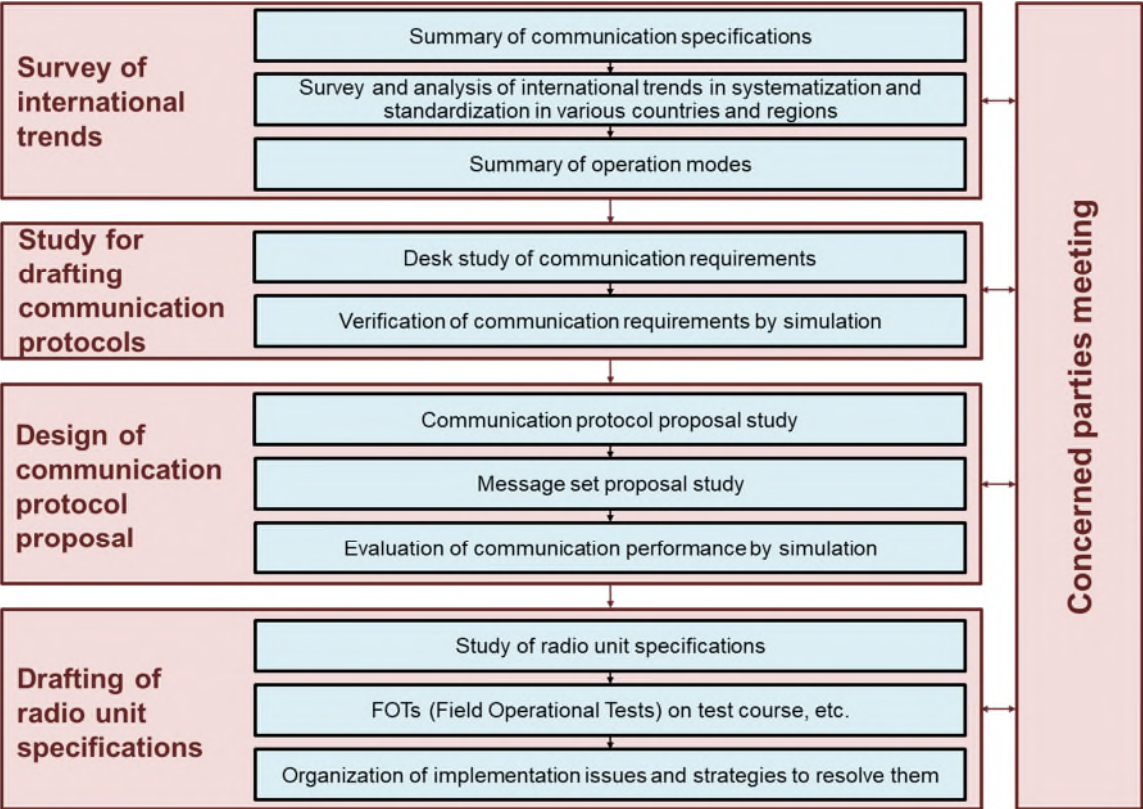 Survey of
international
trends
Summary of communication specifications
Survey and analysis of international trends in systematization and
standardization in various countries and regions
Summary of operation modes
Study for
drafting
communication
protocols
Desk study of communication requirements
Verification of communication requirements by simulation
Design of
communication
protocol
proposal
Communication protocol proposal study
Message set proposal study
Evaluation of communication performance by simulation
Drafting of
radio unit
specifications
Study of radio unit specifications
FOTs (Field Operational Tests) on test course, etc.
Organization of implementation issues and strategies to resolve them
Concerned parties meeting